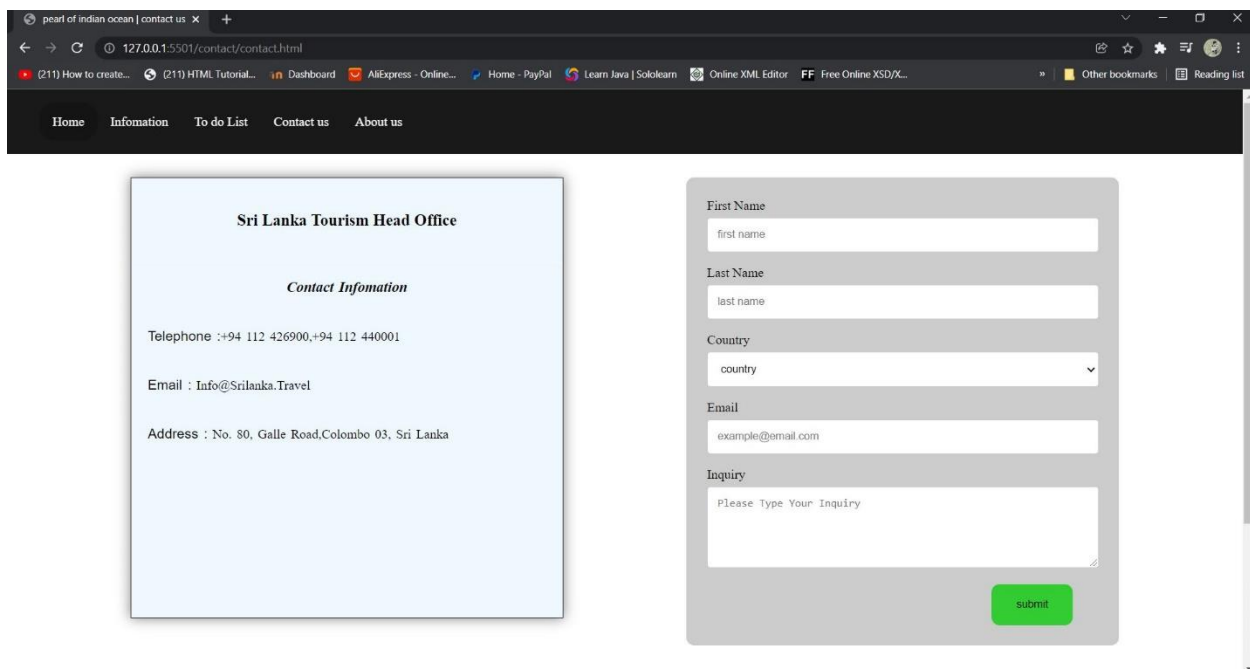 pearl of indian ocean | contact us
127.0.0.1:5501/contact/contact.html
(211) How to create... (211) HTML Tutorial... Dashboard AliExpress - Online... Home - PayPal Learn Java | Sololearn Online XML Editor FF Free Online XSD/X... » Other bookmarks Reading list
Home Infomation To do List Contact us About us
Sri Lanka Tourism Head Office
Contact Infomation
Telephone :+94 112 426900,+94 112 440001
Email : Info@Srilanka.Travel
Address : No. 80, Galle Road,Colombo 03, Sri Lanka
First Name
first name
Last Name
last name
Country
country
Email
example@email.com
Inquiry
Please Type Your Inquiry
submit